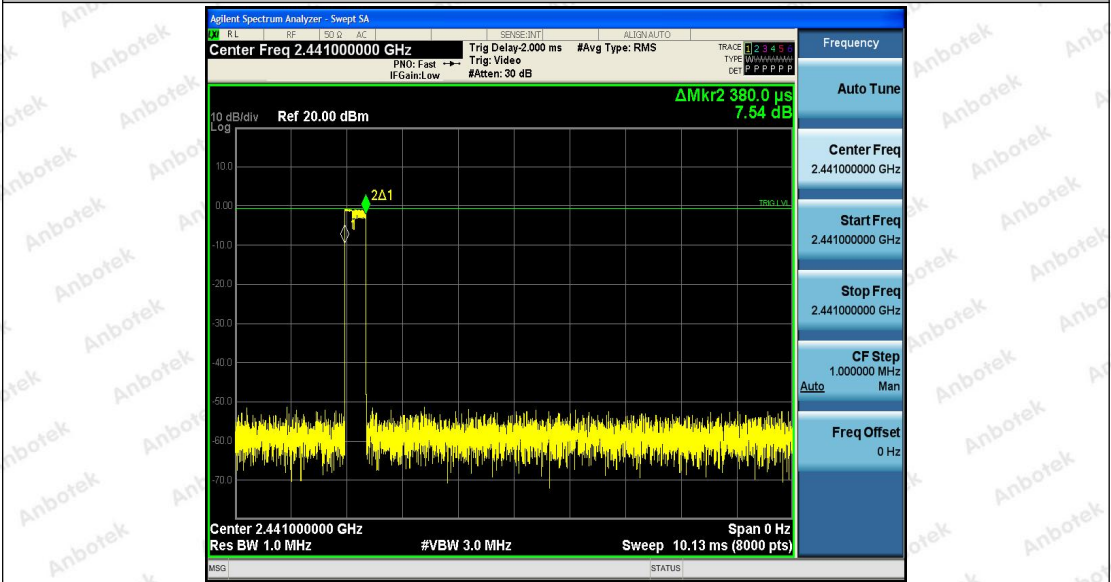 Agilent Spectrum Analyzer - Swept SA
RL RF 50 Ω AC SENSE:INT ALIGN AUTO
Center Freq 2.441000000 GHz
PNO: Fast
IFGain:Low
Trig Delay-2.000 ms
Trig: Video
#Atten: 30 dB
#Avg Type: RMS
TRACE 1 2 3 4 5 6
TYPE W
DET P P P P P P
ΔMkr2 380.0 µs
7.54 dB
10 dB/div
Log
Ref 20.00 dBm
10.0
0.00
-10.0
-20.0
-30.0
-40.0
-50.0
-60.0
-70.0
2Δ1
TRIG LVL
Center 2.441000000 GHz
Span 0 Hz
Res BW 1.0 MHz
#VBW 3.0 MHz
Sweep 10.13 ms (8000 pts)
MSG
STATUS
Frequency
Auto Tune
Center Freq
2.441000000 GHz
Start Freq
2.441000000 GHz
Stop Freq
2.441000000 GHz
CF Step
1.000000 MHz
Auto Man
Freq Offset
0 Hz
Anbotek